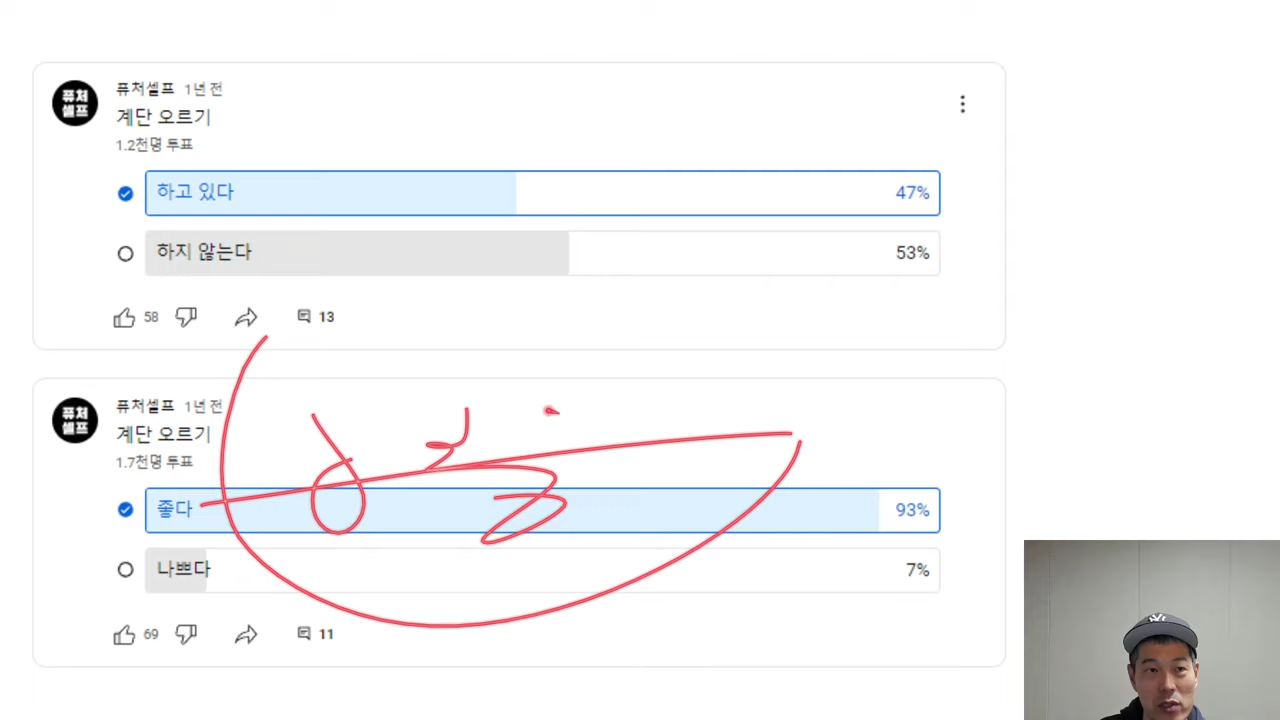 퓨처
셀프
퓨처셀프 1년 전
계단 오르기
1.2천명 투표
하고 있다 47%
하지 않는다 53%
58 13
퓨처
셀프
퓨처셀프 1년 전
계단 오르기
1.7천명 투표
좋다 93%
나쁘다 7%
69 11